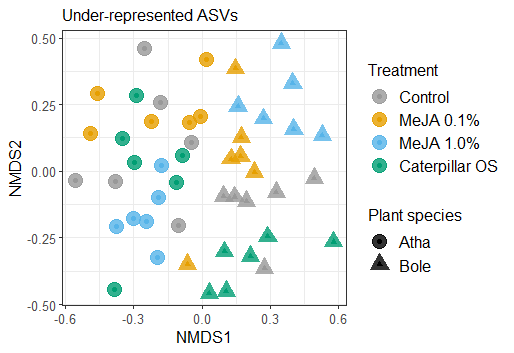 Under-represented ASVs
NMDS2
0.50
0.25
0.00
-0.25
-0.50
-0.6 -0.3 0.0 0.3 0.6
NMDS1
Treatment
Control
MeJA 0.1%
MeJA 1.0%
Caterpillar OS
Plant species
Atha
Bole